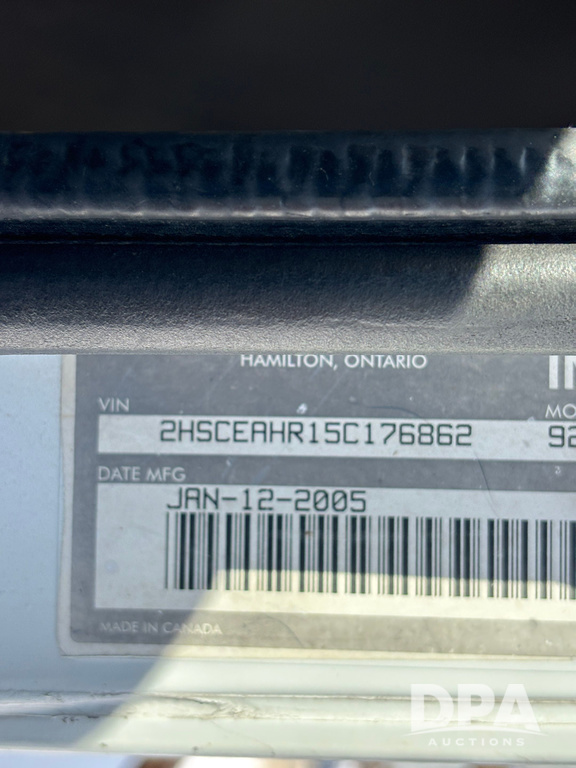 HAMILTON, ONTARIO
VIN
2HSCEAHR15C176862
DATE MFG
JAN-12-2005
MADE IN CANADA
DPA
AUCTIONS